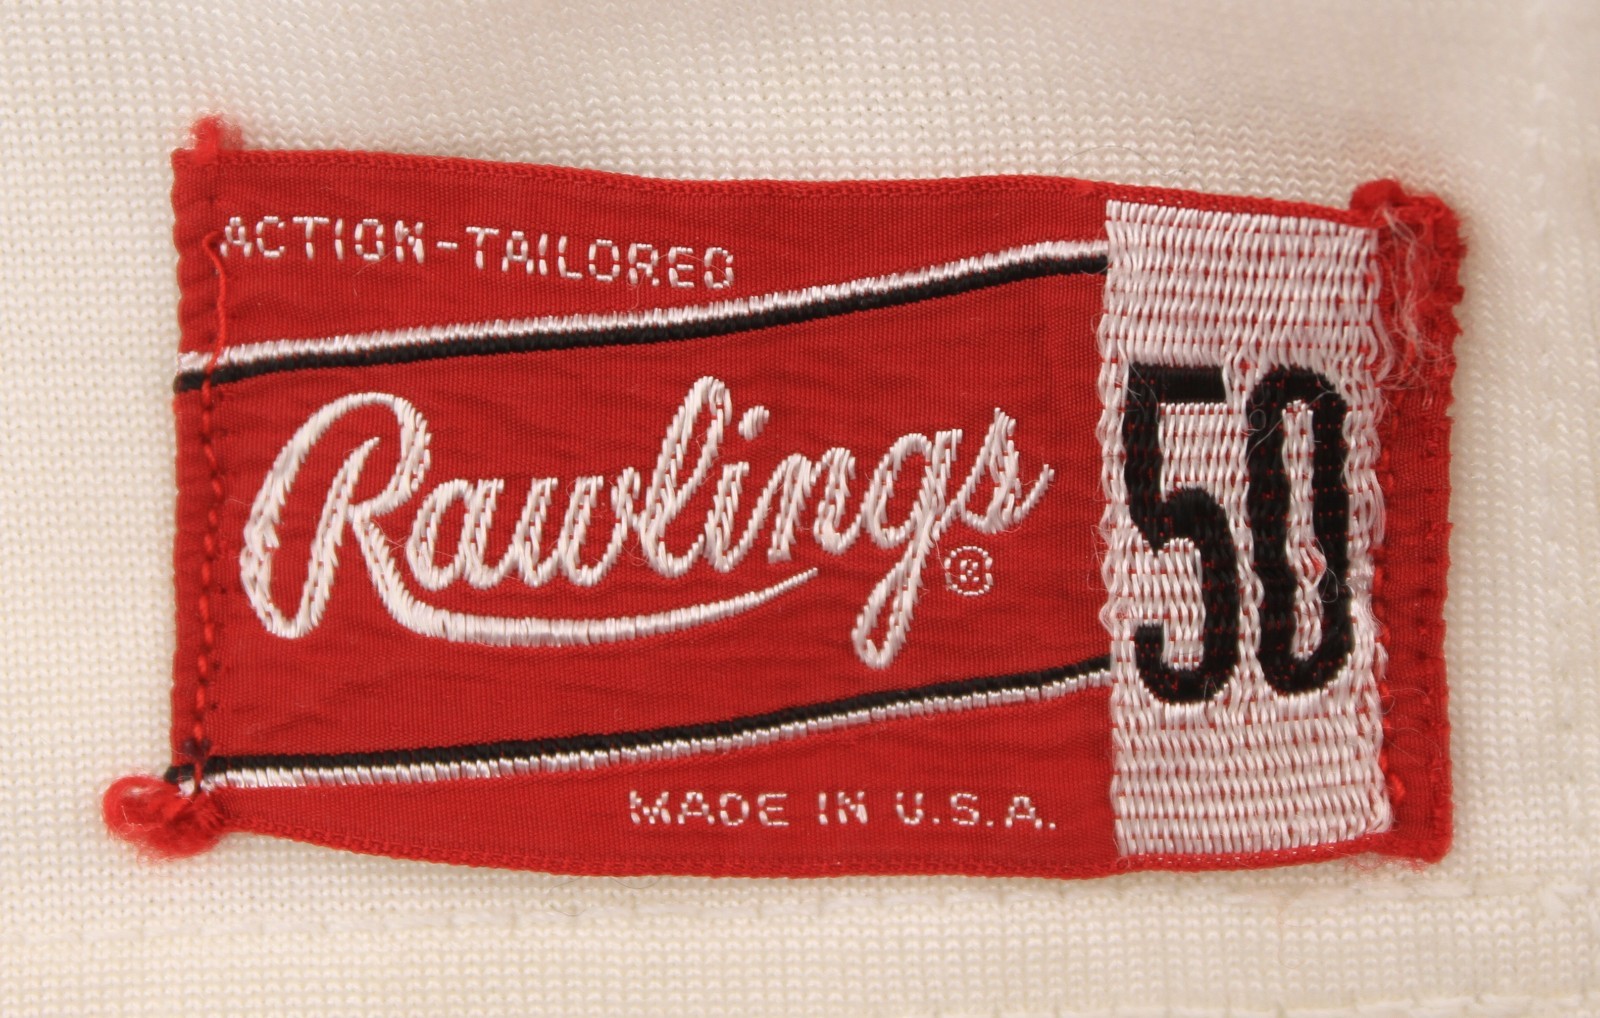 ACTION-TAILORED
Rawlings®
50
MADE IN U.S.A.